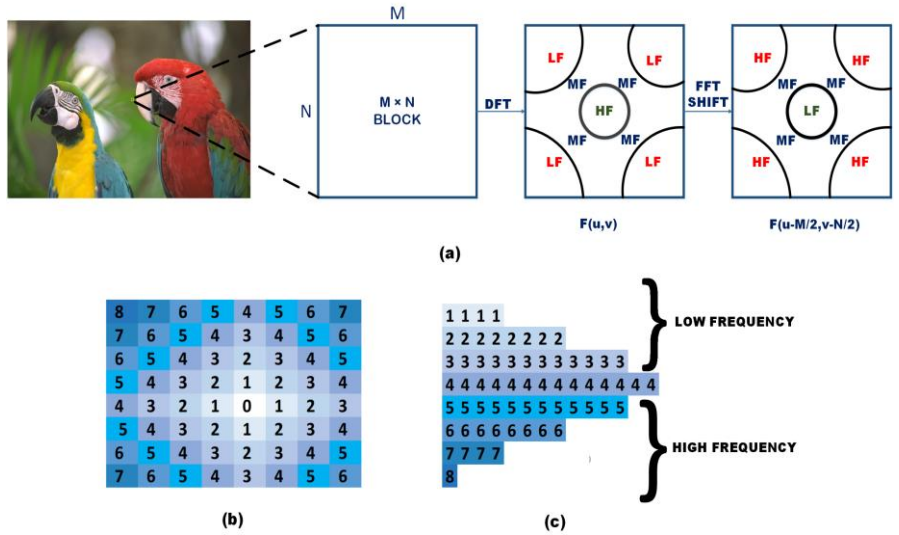 M
N
M × N
BLOCK
DFT
LF LF
MF MF
HF
MF MF
LF LF
F(u,v)
FFT
SHIFT
HF HF
MF MF
LF
MF MF
HF HF
F(u-M/2,v-N/2)
(a)
8 7 6 5 4 5 6 7
7 6 5 4 3 4 5 6
6 5 4 3 2 3 4 5
5 4 3 2 1 2 3 4
4 3 2 1 0 1 2 3
5 4 3 2 1 2 3 4
6 5 4 3 2 3 4 5
7 6 5 4 3 4 5 6
(b)
1 1 1 1
2 2 2 2 2 2 2 2
3 3 3 3 3 3 3 3 3 3 3 3
4 4 4 4 4 4 4 4 4 4 4 4 4 4
5 5 5 5 5 5 5 5 5 5 5 5
6 6 6 6 6 6 6 6
7 7 7 7
8
LOW FREQUENCY
HIGH FREQUENCY
(c)